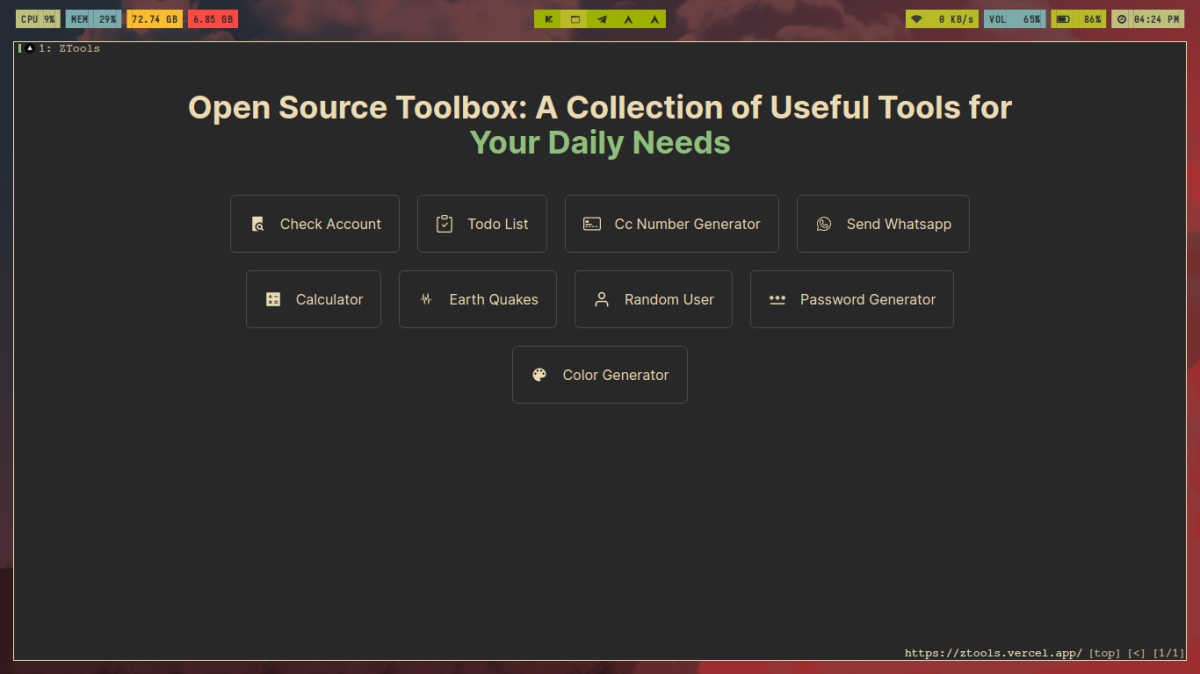 CPU 9% MEM 29% 72.74 GB 6.85 GB 0 KB/s VOL 65% 86% 04:24 PM
1: ZTools
Open Source Toolbox: A Collection of Useful Tools for
Your Daily Needs
Check Account Todo List Cc Number Generator Send Whatsapp
Calculator Earth Quakes Random User Password Generator
Color Generator
https://ztools.vercel.app/ [top] [<] [1/1]